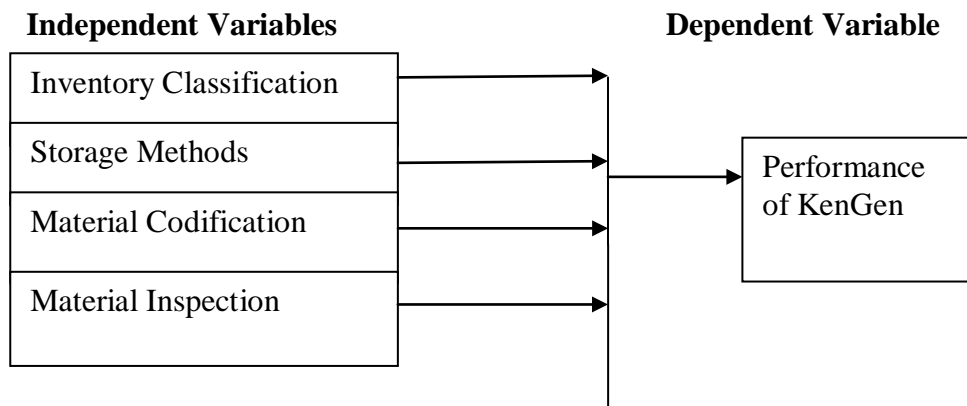 Independent Variables
Dependent Variable
Inventory Classification
Storage Methods
Material Codification
Material Inspection
Performance
of KenGen